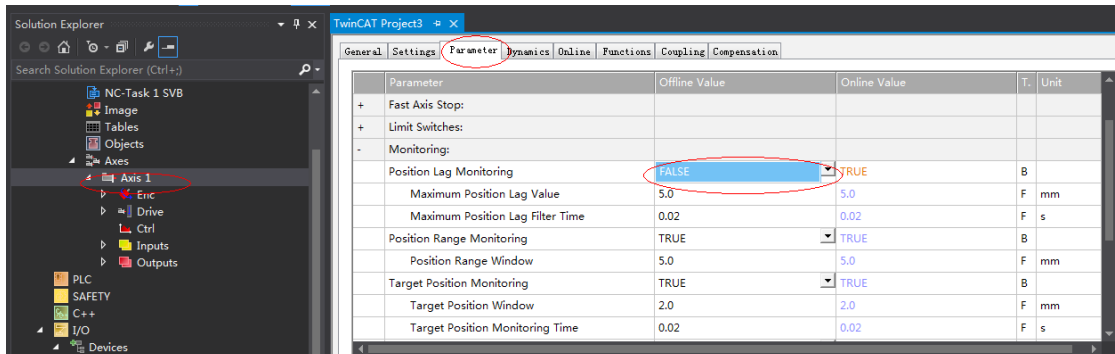 Solution Explorer
Search Solution Explorer (Ctrl+;)
NC-Task 1 SVB
Image
Tables
Objects
Axes
Axis 1
Enc
Drive
Ctrl
Inputs
Outputs
PLC
SAFETY
C++
I/O
Devices
TwinCAT Project3
General Settings Parameter Dynamics Online Functions Coupling Compensation
Parameter Offline Value Online Value T. Unit
+ Fast Axis Stop:
+ Limit Switches:
- Monitoring:
Position Lag Monitoring FALSE TRUE B
Maximum Position Lag Value 5.0 5.0 F mm
Maximum Position Lag Filter Time 0.02 0.02 F s
Position Range Monitoring TRUE TRUE B
Position Range Window 5.0 5.0 F mm
Target Position Monitoring TRUE TRUE B
Target Position Window 2.0 2.0 F mm
Target Position Monitoring Time 0.02 0.02 F s